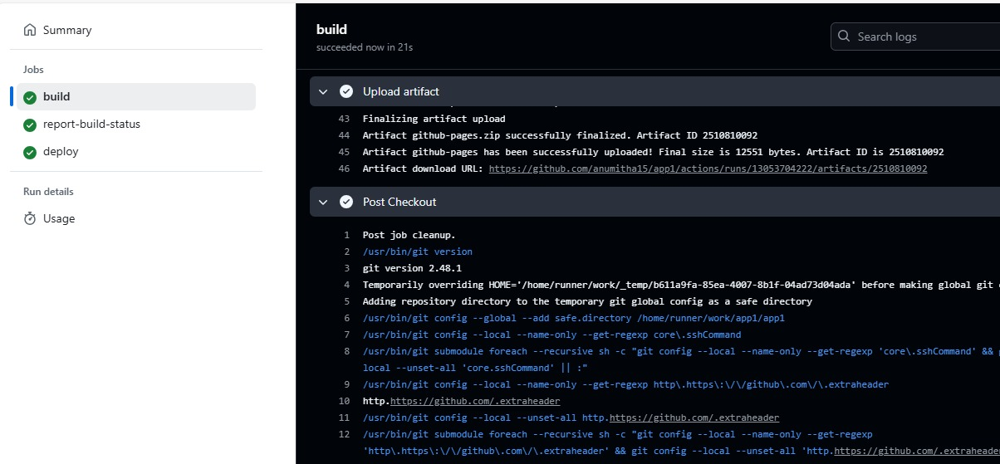 Summary
Jobs
build
report-build-status
deploy
Run details
Usage
build
succeeded now in 21s
Search logs
Upload artifact
43 Finalizing artifact upload
44 Artifact github-pages.zip successfully finalized. Artifact ID 2510810092
45 Artifact github-pages has been successfully uploaded! Final size is 12551 bytes. Artifact ID is 2510810092
46 Artifact download URL: https://github.com/anumitha15/app1/actions/runs/13053704222/artifacts/2510810092
Post Checkout
1 Post job cleanup.
2 /usr/bin/git version
3 git version 2.48.1
4 Temporarily overriding HOME='/home/runner/work/_temp/b611a9fa-85ea-4007-8b1f-04ad73d04ada' before making global git
5 Adding repository directory to the temporary git global config as a safe directory
6 /usr/bin/git config --global --add safe.directory /home/runner/work/app1/app1
7 /usr/bin/git config --local --name-only --get-regexp core\.sshCommand
8 /usr/bin/git submodule foreach --recursive sh -c "git config --local --name-only --get-regexp 'core\.sshCommand' &&
local --unset-all 'core.sshCommand' || :"
9 /usr/bin/git config --local --name-only --get-regexp http\.https\:\/\/github\.com\/\.extraheader
10 http.https://github.com/.extraheader
11 /usr/bin/git config --local --unset-all http.https://github.com/.extraheader
12 /usr/bin/git submodule foreach --recursive sh -c "git config --local --name-only --get-regexp
'http\.https\:\/\/github\.com\/\.extraheader' && git config --local --unset-all 'http.https://github.com/.extraheade